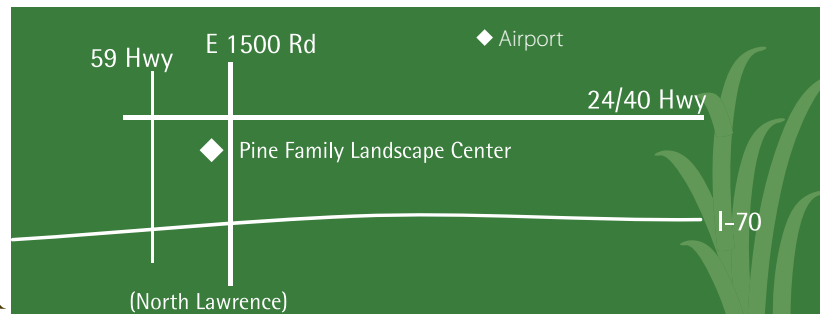 59 Hwy
E 1500 Rd
Airport
24/40 Hwy
Pine Family Landscape Center
I-70
(North Lawrence)